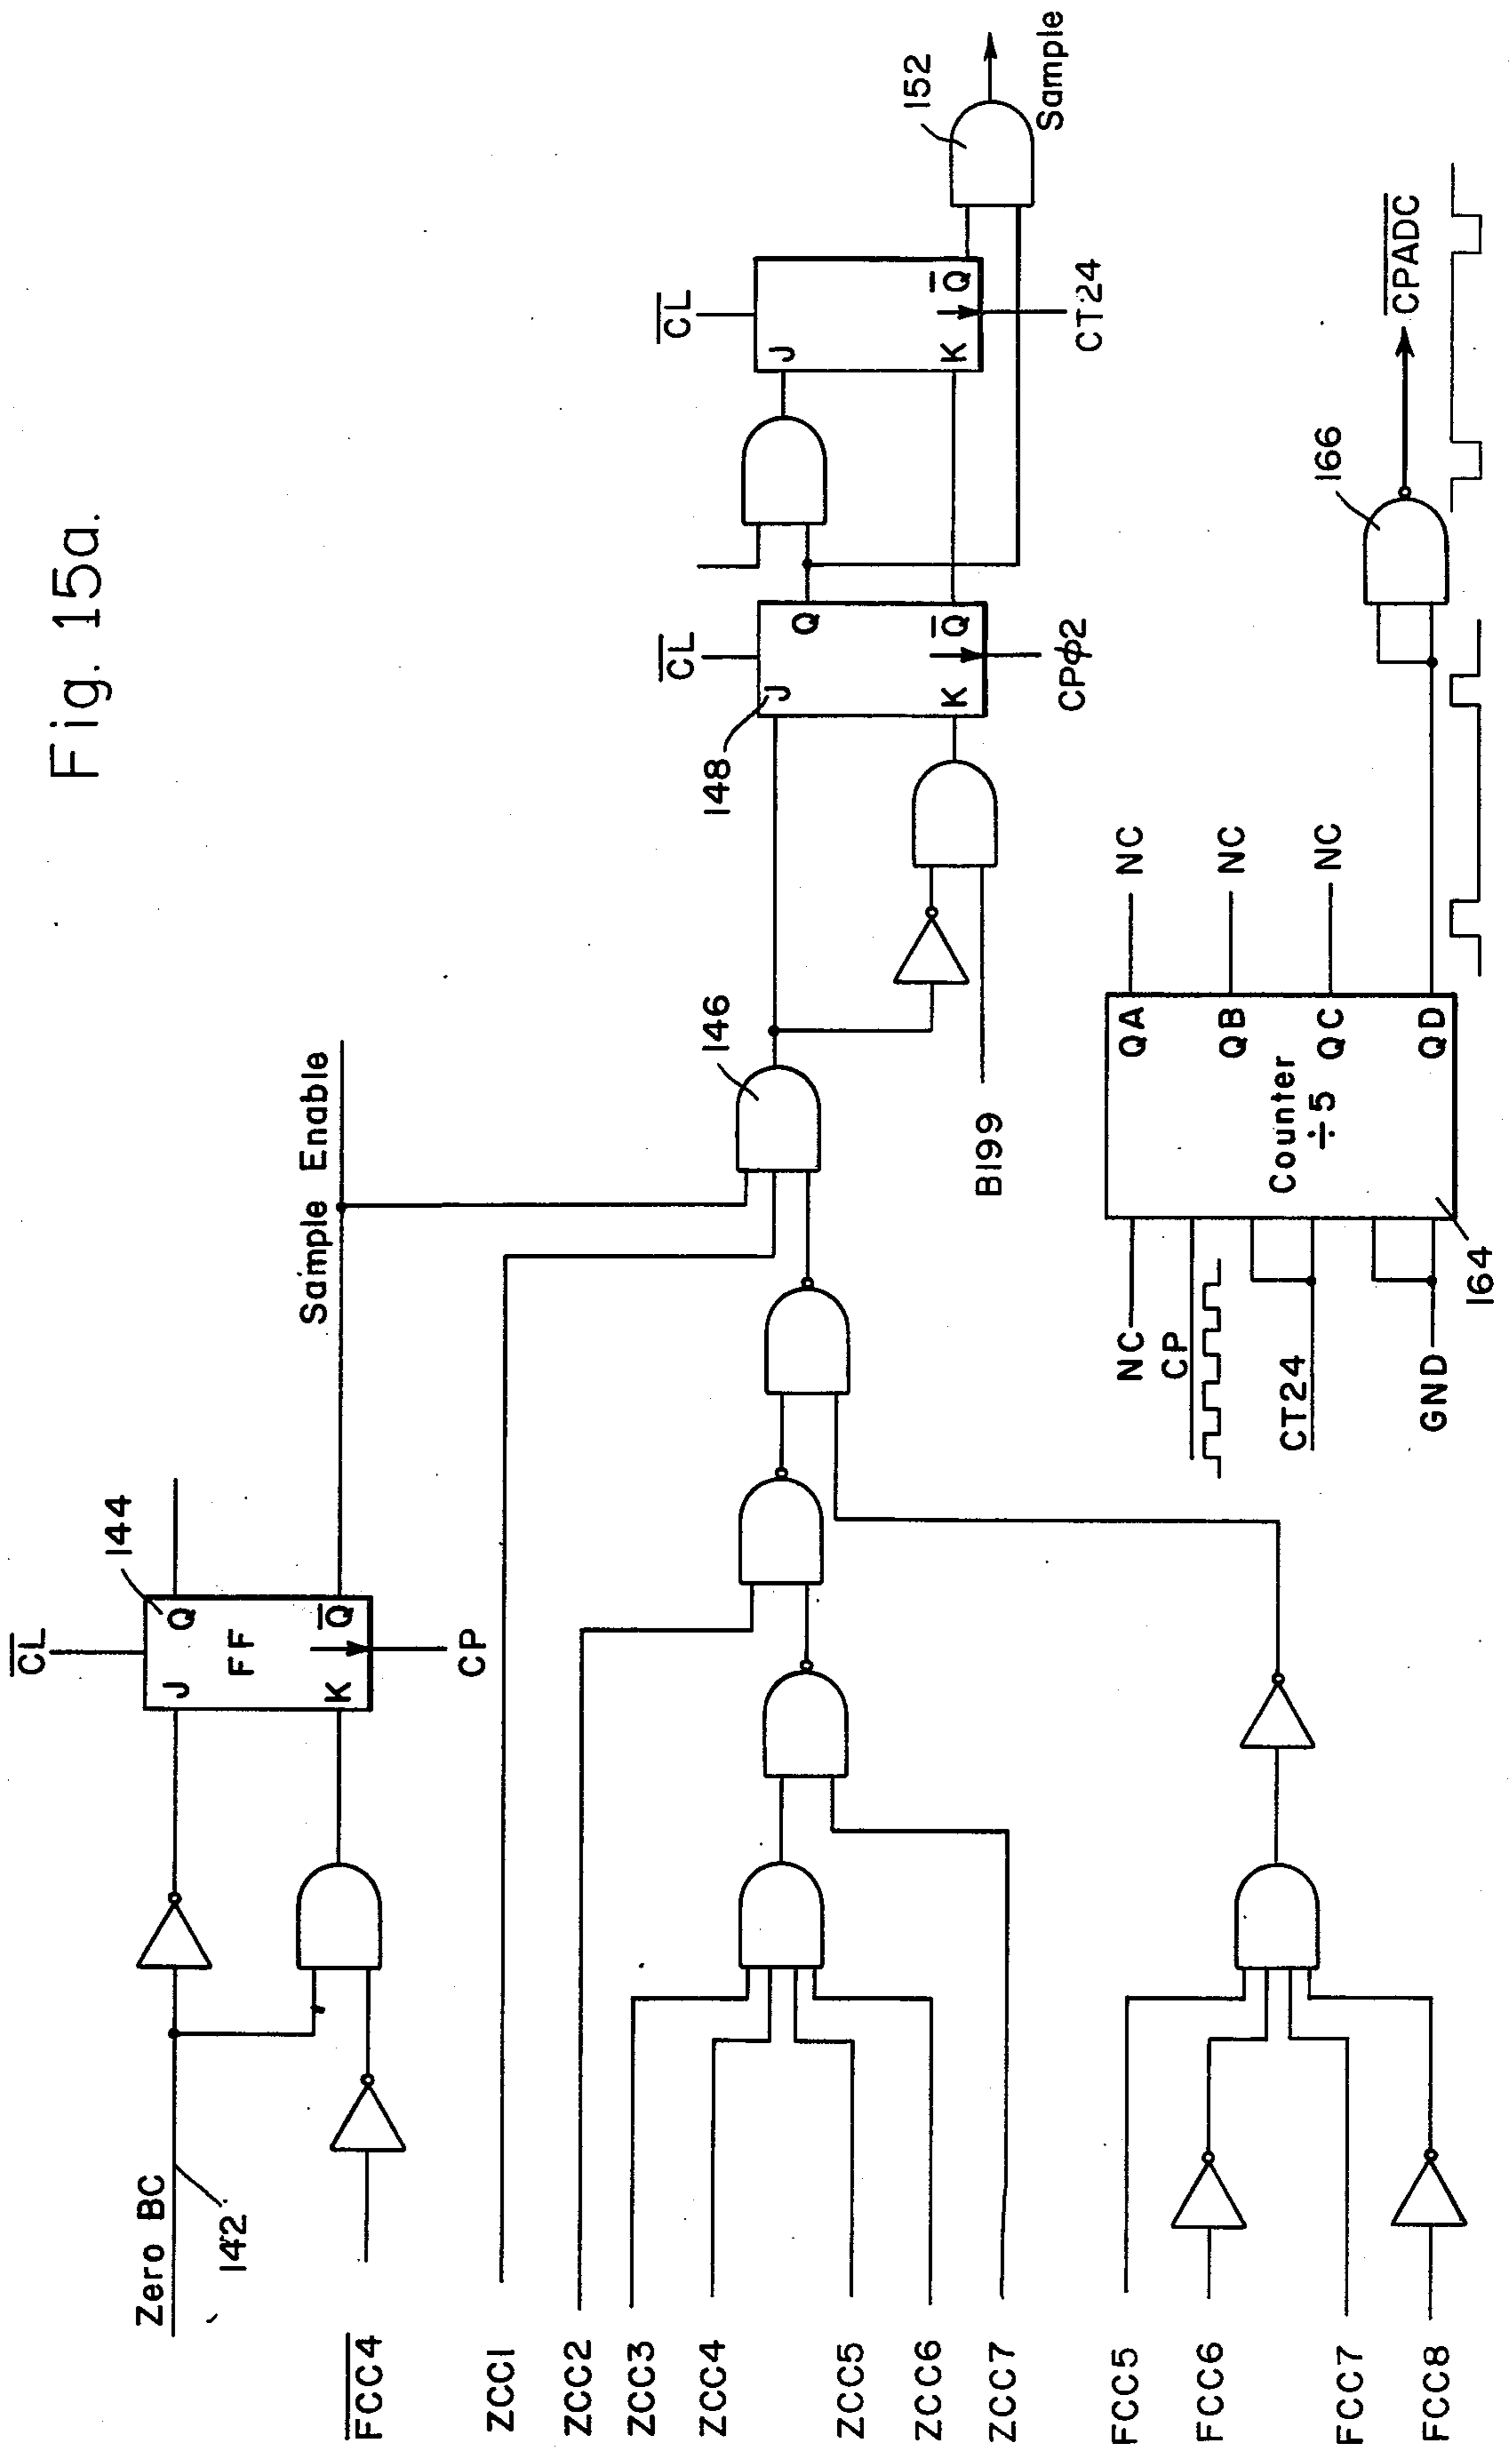 Fig. 15a.
Zero BC
142
FCC4
CL
J
Q
144
FF
K
Q
CP
Sample Enable
ZCC1
ZCC2
ZCC3
ZCC4
ZCC5
ZCC6
ZCC7
FCC5
FCC6
FCC7
FCC8
146
B199
148
CL
J
Q
K
Q
CPϕ2
CL
J
K
Q
CT24
152
Sample
NC
CP
CT24
GND
164
Counter
÷5
QA
QB
QC
QD
NC
NC
NC
166
CPADC